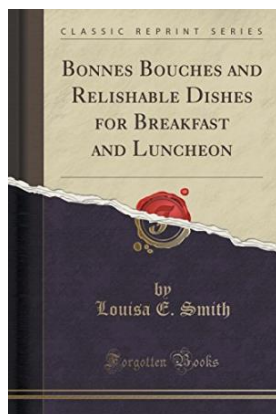 CLASSIC REPRINT SERIES
BONNES BOUCHES AND
RELISHABLE DISHES
FOR BREAKFAST
AND LUNCHEON
by
Louisa E. Smith
Forgotten Books